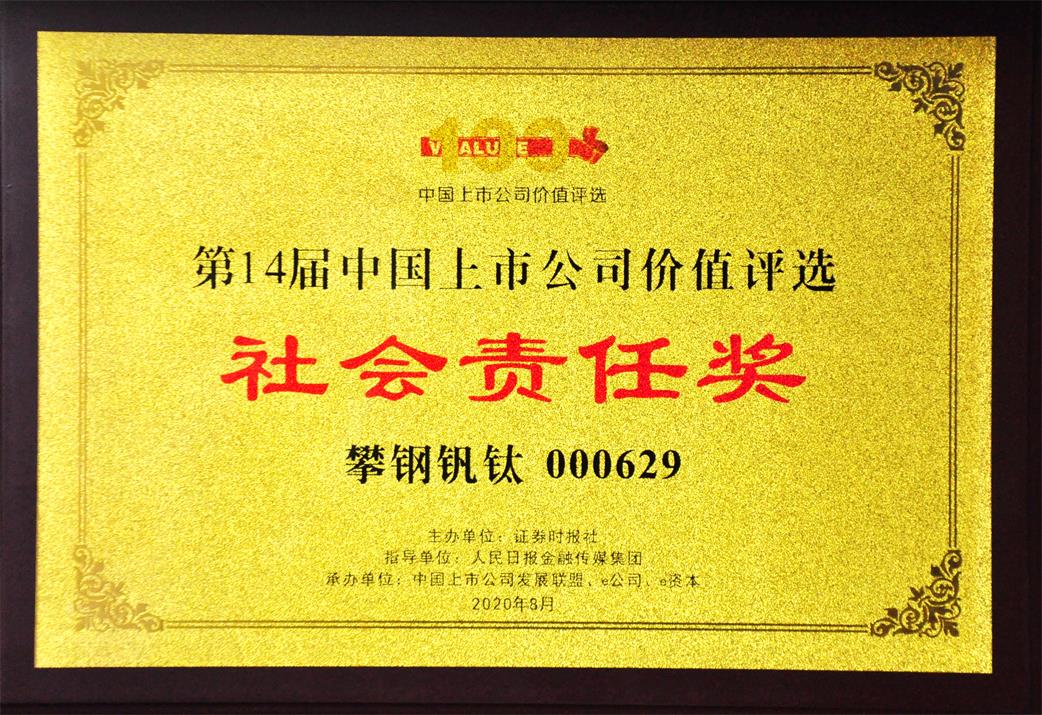 100
VALUE
中国上市公司价值评选
第14届中国上市公司价值评选
社会责任奖
攀钢钒钛 000629
主办单位：证券时报社
指导单位：人民日报金融传媒集团
承办单位：中国上市公司发展联盟、e公司、e资本
2020年8月